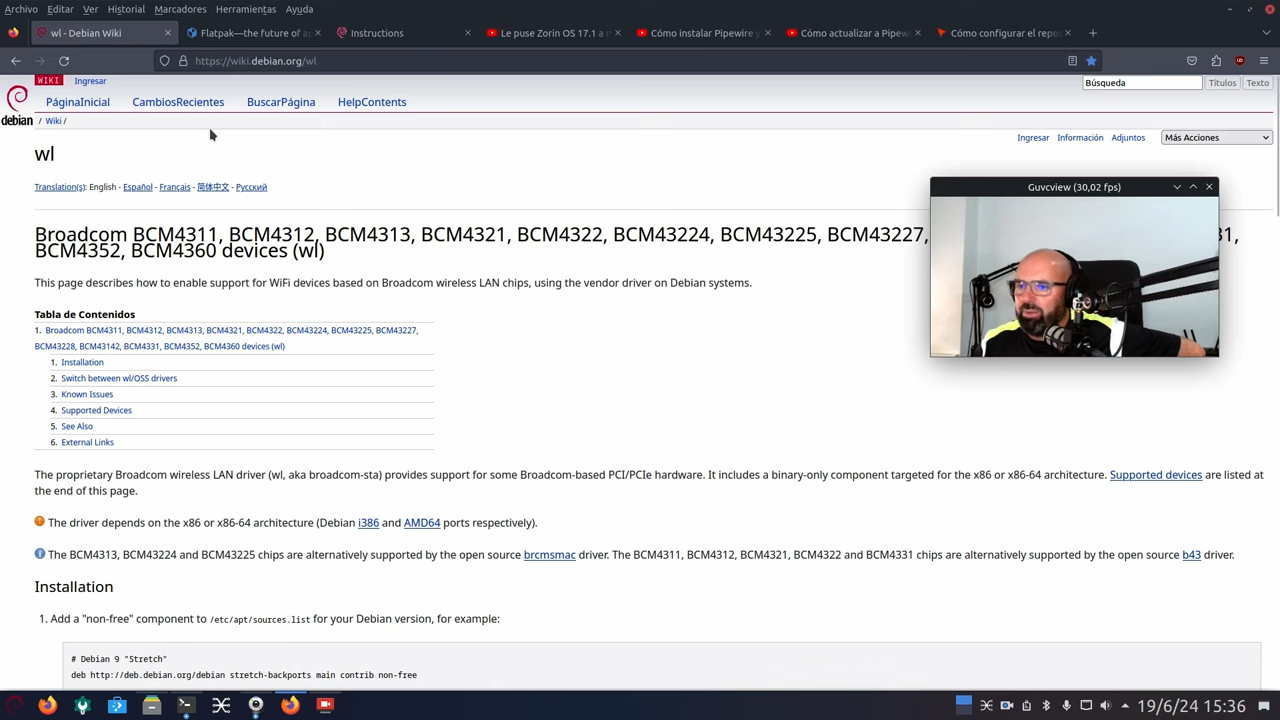 Archivo Editar Ver Historial Marcadores Herramientas Ayuda
wl - Debian Wiki
Flatpak—the future of a
Instructions
Le puse Zorin OS 17.1 a
Cómo instalar Pipewire
Cómo actualizar a Pipew
Cómo configurar el repo
https://wiki.debian.org/wl
WIKI Ingresar
Búsqueda Títulos Texto
PáginaInicial CambiosRecientes BuscarPágina HelpContents
debian / Wiki /
Ingresar Información Adjuntos Más Acciones
wl
Translation(s): English - Español - Français - 简体中文 - Русский
Guvcview (30,02 fps)
Broadcom BCM4311, BCM4312, BCM4313, BCM4321, BCM4322, BCM43224, BCM43225, BCM43227,
BCM4352, BCM4360 devices (wl)
This page describes how to enable support for WiFi devices based on Broadcom wireless LAN chips, using the vendor driver on Debian systems.
Tabla de Contenidos
1. Broadcom BCM4311, BCM4312, BCM4313, BCM4321, BCM4322, BCM43224, BCM43225, BCM43227,
BCM43228, BCM43142, BCM4331, BCM4352, BCM4360 devices (wl)
1. Installation
2. Switch between wl/OSS drivers
3. Known Issues
4. Supported Devices
5. See Also
6. External Links
The proprietary Broadcom wireless LAN driver (wl, aka broadcom-sta) provides support for some Broadcom-based PCI/PCIe hardware. It includes a binary-only component targeted for the x86 or x86-64 architecture. Supported devices are listed at
the end of this page.
The driver depends on the x86 or x86-64 architecture (Debian i386 and AMD64 ports respectively).
The BCM4313, BCM43224 and BCM43225 chips are alternatively supported by the open source brcmsmac driver. The BCM4311, BCM4312, BCM4321, BCM4322 and BCM4331 chips are alternatively supported by the open source b43 driver.
Installation
1. Add a "non-free" component to /etc/apt/sources.list for your Debian version, for example:
# Debian 9 "Stretch"
deb http://deb.debian.org/debian stretch-backports main contrib non-free
19/6/24 15:36